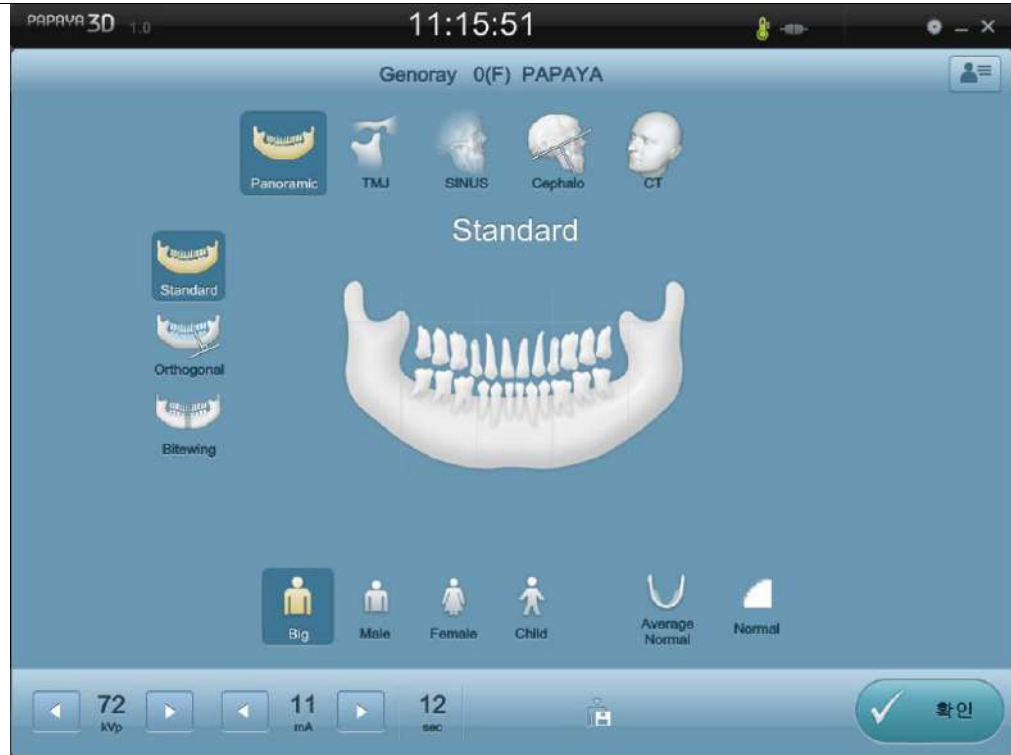 PAPAYA 3D 1.0 11:15:51
Genoray 0(F) PAPAYA
Panoramic TMJ SINUS Cephalo CT
Standard
Standard
Orthogonal
Bitewing
Big Male Female Child Average Normal Normal
72 kVp 11 mA 12 sec 확인